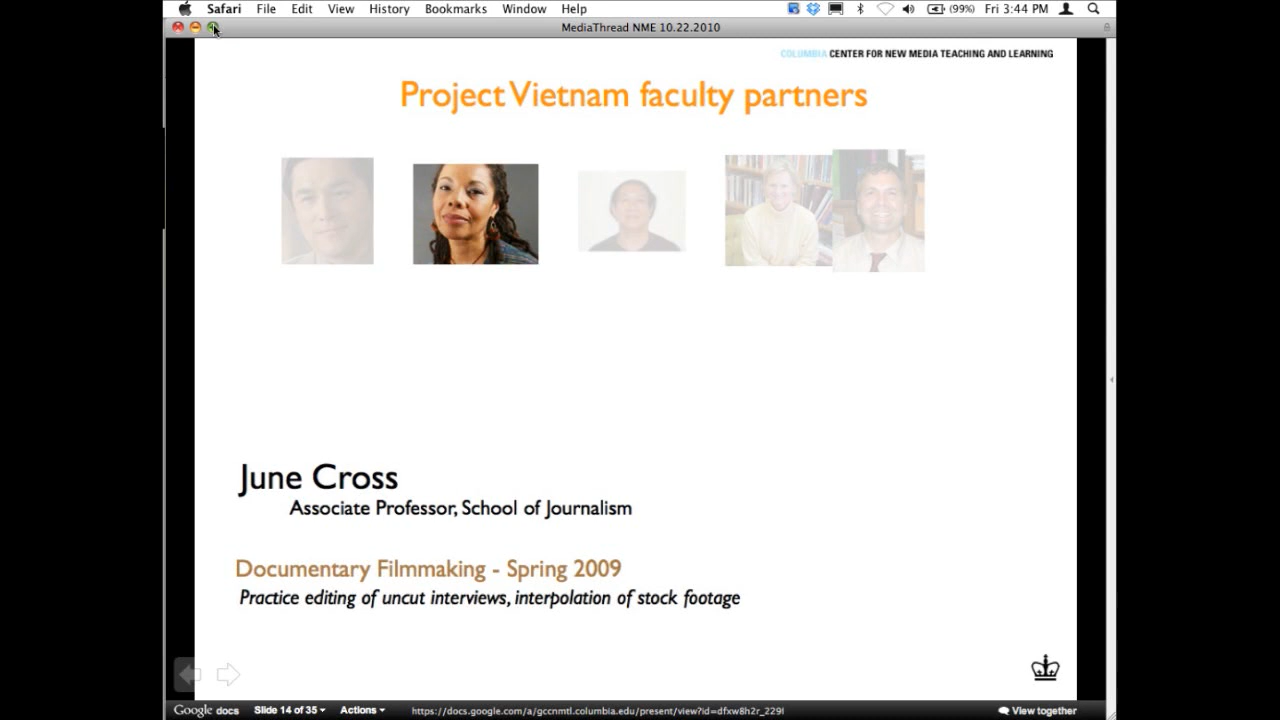 Safari File Edit View History Bookmarks Window Help (99%) Fri 3:44 PM
MediaThread NME 10.22.2010
COLUMBIA CENTER FOR NEW MEDIA TEACHING AND LEARNING
Project Vietnam faculty partners
June Cross
Associate Professor, School of Journalism
Documentary Filmmaking - Spring 2009
Practice editing of uncut interviews, interpolation of stock footage
Google docs Slide 14 of 35 Actions https://docs.google.com/a/gccnmtl.columbia.edu/present/view?id=dfxw8h2r_229l View together